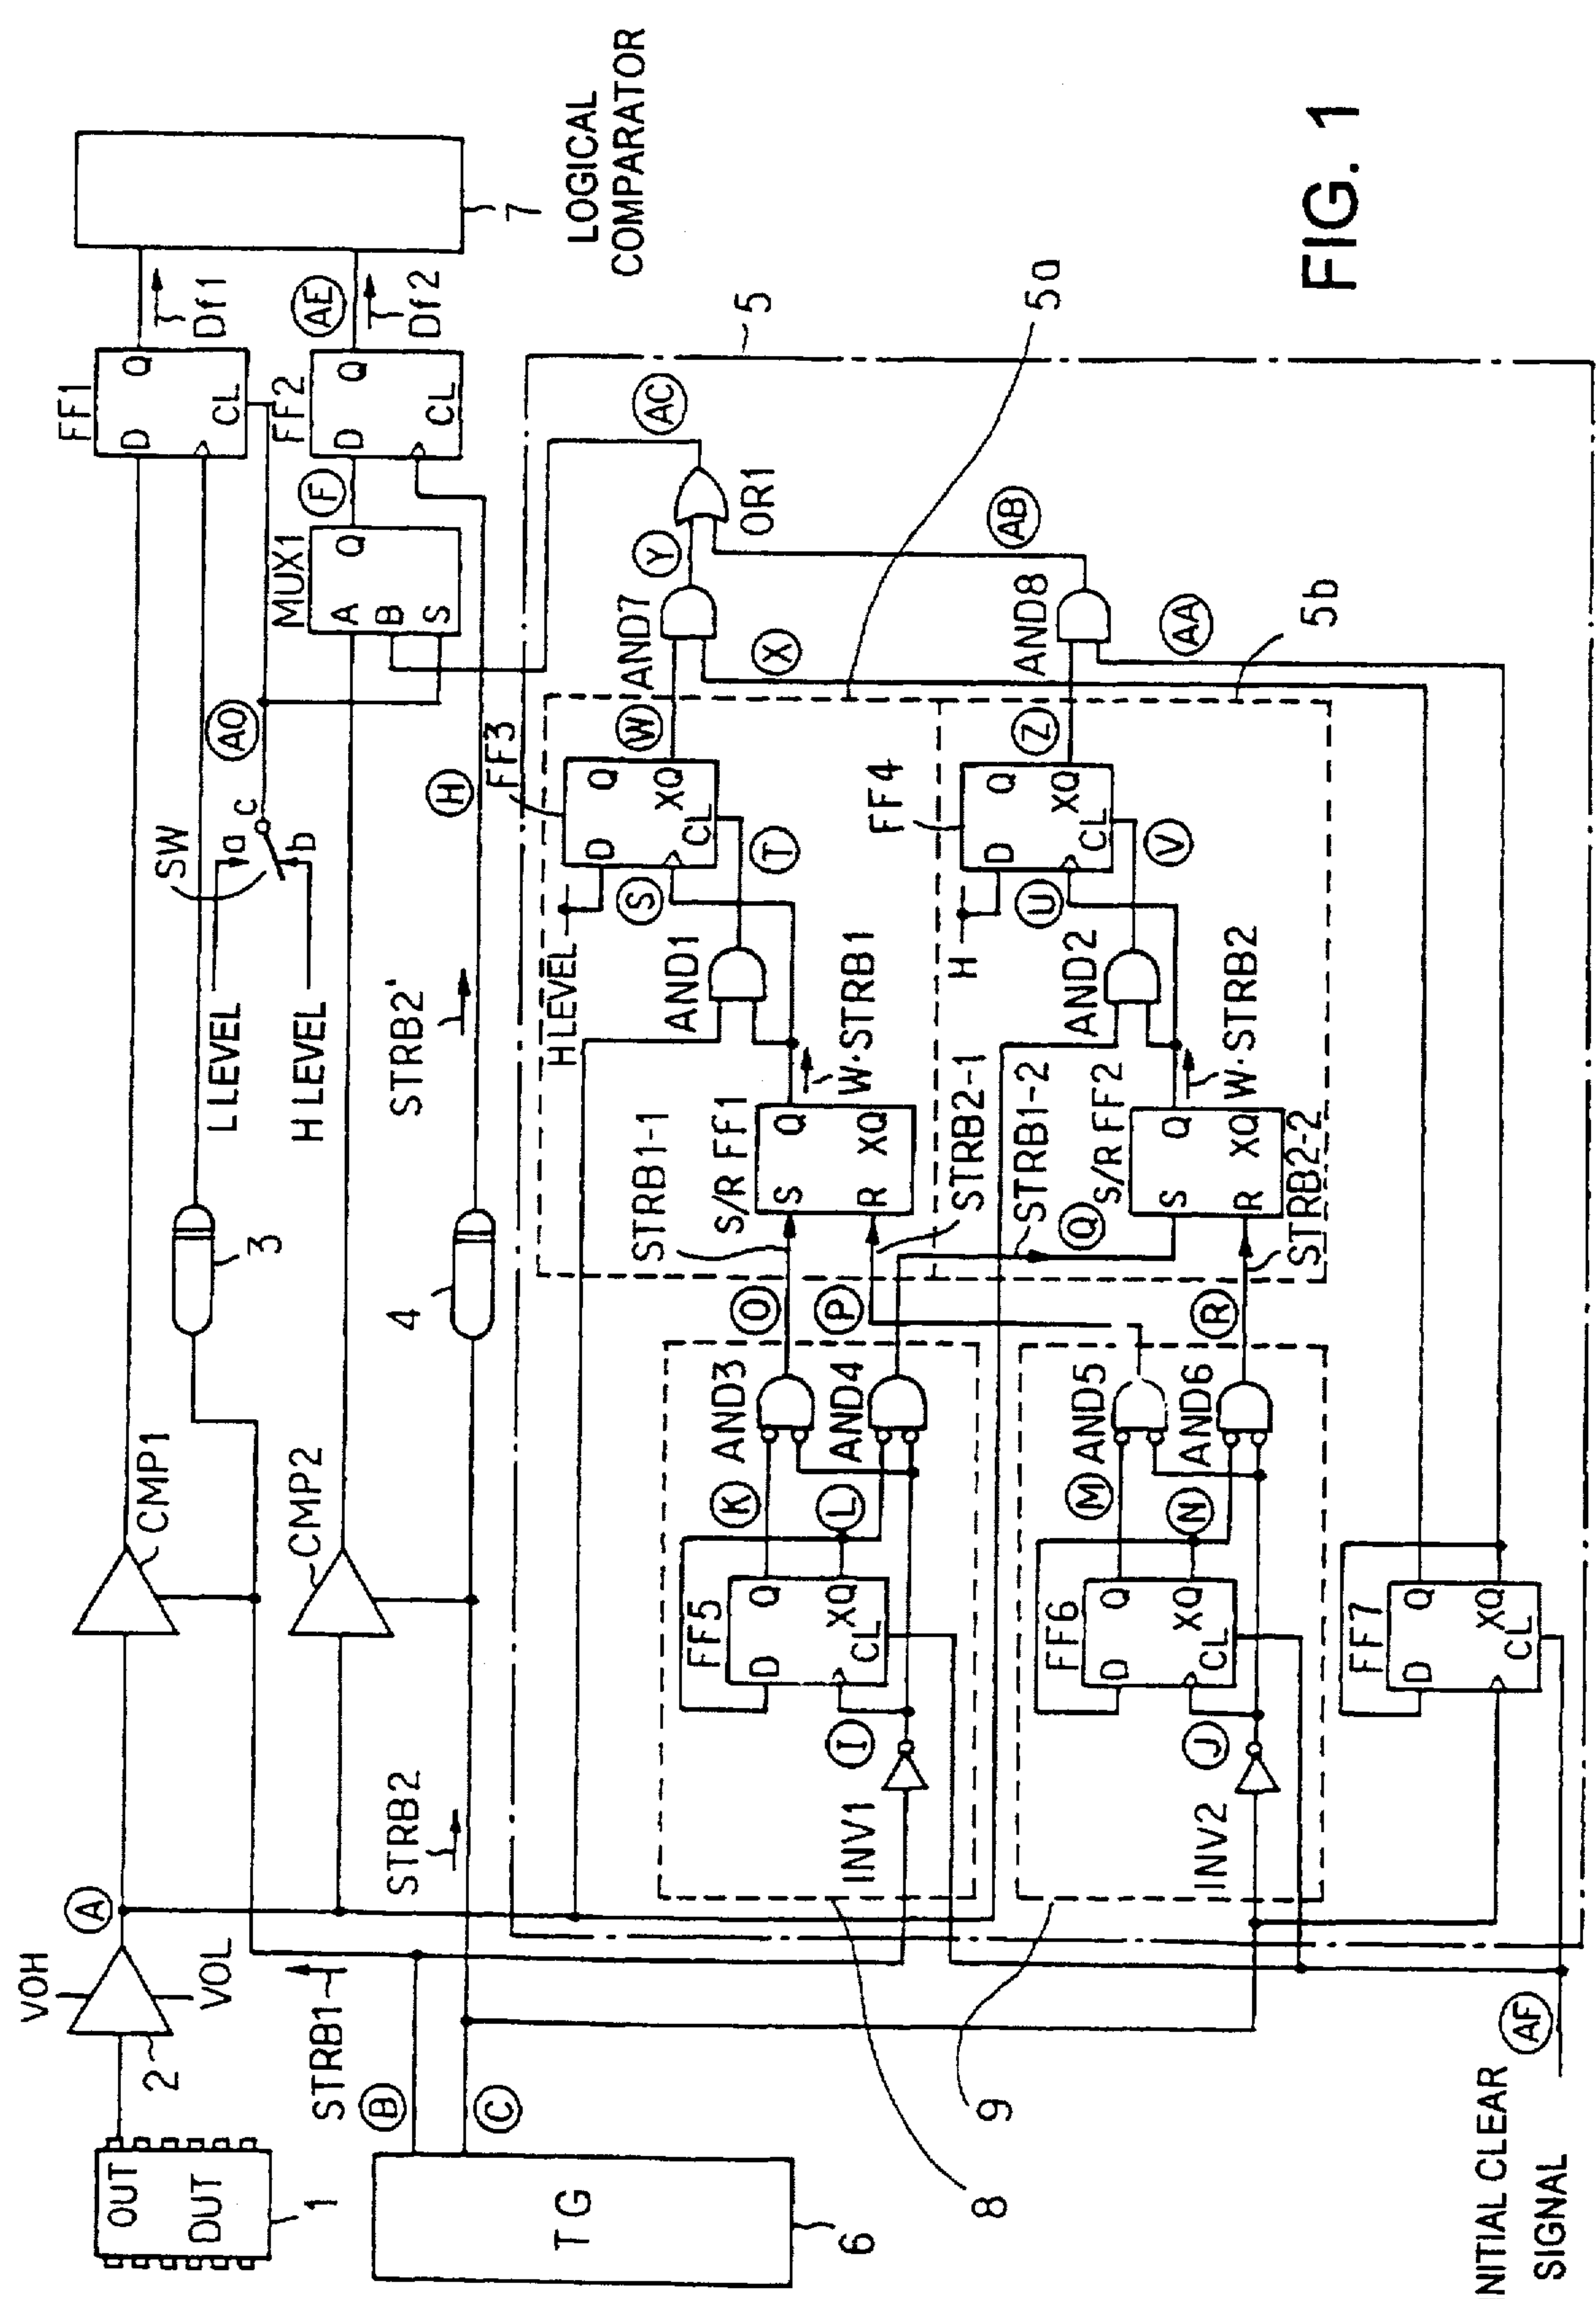 FIG. 1
OUT
DUT
1
VOH
VOL
2
A
CMP1
CMP2
3
4
STRB1
B
C
TG
6
STRB2
STRB2'
H
SW
a
b
c
L LEVEL
H LEVEL
AO
FF1
D
Q
CL
MUX1
A
B
S
Q
F
FF2
D
Q
CL
Df1
AE
Df2
7
LOGICAL
COMPARATOR
5
5a
5b
8
9
INV1
I
FF5
D
Q
XQ
CL
K
L
AND3
AND4
O
P
INV2
J
FF6
D
Q
XQ
CL
M
N
AND5
AND6
R
FF7
D
Q
XQ
CL
STRB1-1
S/R FF1
S
Q
R
XQ
STRB2-1
STRB1-2
Q
S/R FF2
S
Q
R
XQ
STRB2-2
W·STRB1
W·STRB2
AND1
AND2
H LEVEL
S
T
FF3
D
Q
XQ
CL
H
U
V
FF4
D
Q
XQ
CL
W
X
AND7
Y
Z
AND8
AA
AB
OR1
AC
AF
INITIAL CLEAR
SIGNAL